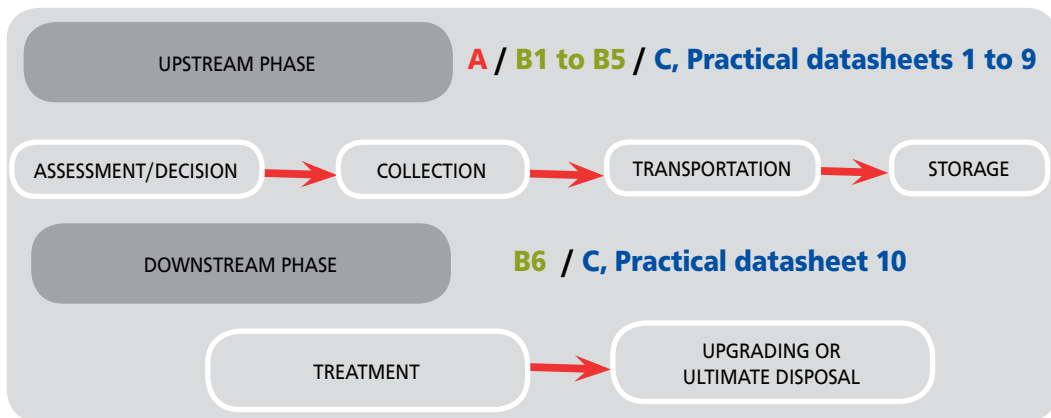 UPSTREAM PHASE
A / B1 to B5 / C, Practical datasheets 1 to 9
ASSESSMENT/DECISION
COLLECTION
TRANSPORTATION
STORAGE
DOWNSTREAM PHASE
B6 / C, Practical datasheet 10
TREATMENT
UPGRADING OR
ULTIMATE DISPOSAL